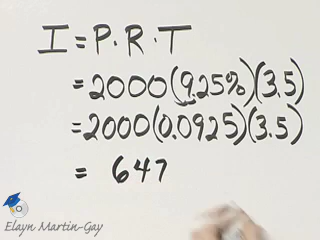 I = P·R·T
= 2000(9.25%)(3.5)
= 2000(0.0925)(3.5)
= 647
Elayn Martin-Gay